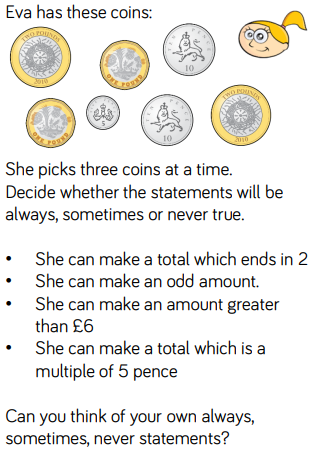 Eva has these coins:
TWO POUNDS
2010
ONE POUND
10
ONE POUND
5
10
TWO POUNDS
2010
She picks three coins at a time.
Decide whether the statements will be
always, sometimes or never true.
• She can make a total which ends in 2
• She can make an odd amount.
• She can make an amount greater
than £6
• She can make a total which is a
multiple of 5 pence
Can you think of your own always,
sometimes, never statements?